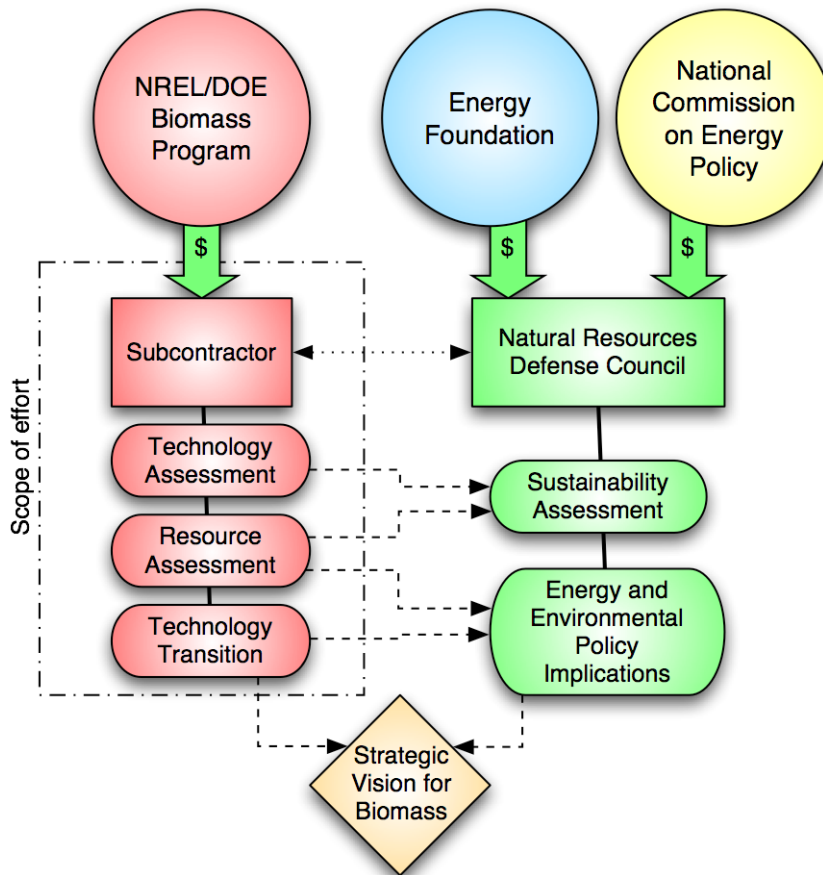 NREL/DOE
Biomass
Program
Energy
Foundation
National
Commission
on Energy
Policy
$
$
$
Scope of effort
Subcontractor
Natural Resources
Defense Council
Technology
Assessment
Sustainability
Assessment
Resource
Assessment
Technology
Transition
Energy and
Environmental
Policy
Implications
Strategic
Vision for
Biomass